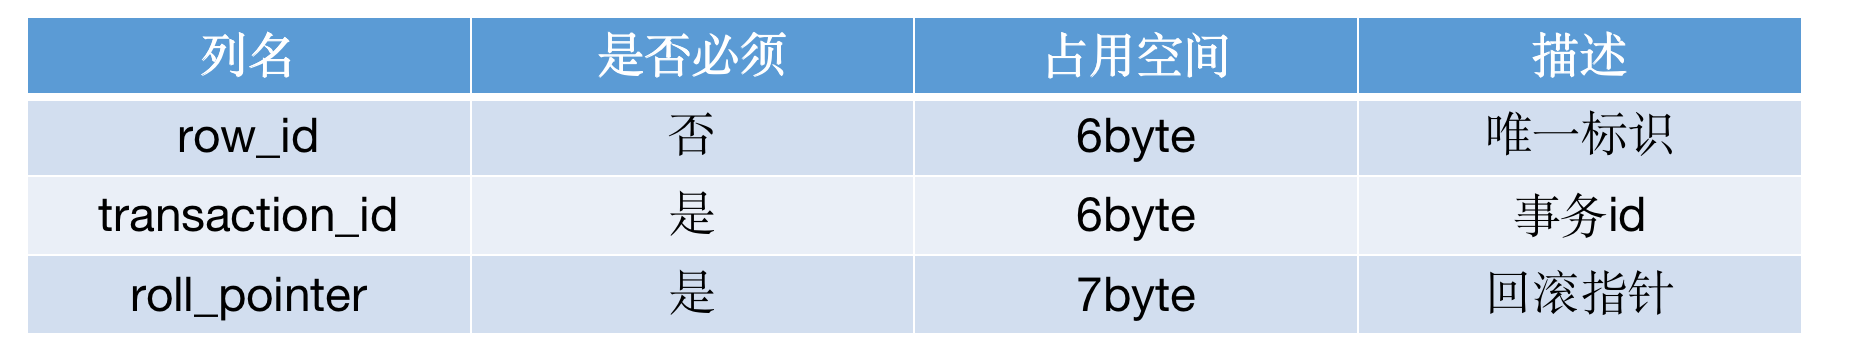 列名 是否必须 占用空间 描述
row_id 否 6byte 唯一标识
transaction_id 是 6byte 事务id
roll_pointer 是 7byte 回滚指针